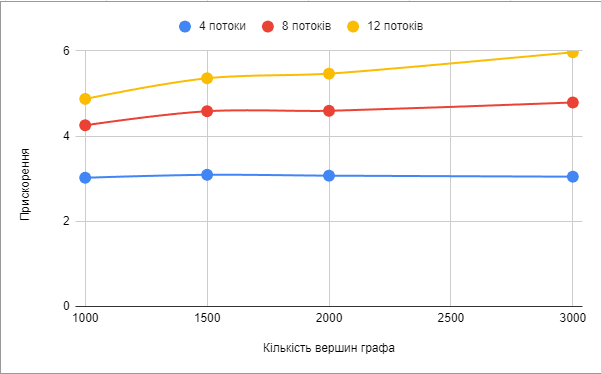 4 потоки 8 потоків 12 потоків
6
4
2
0
Прискорення
1000 1500 2000 2500 3000
Кількість вершин графа